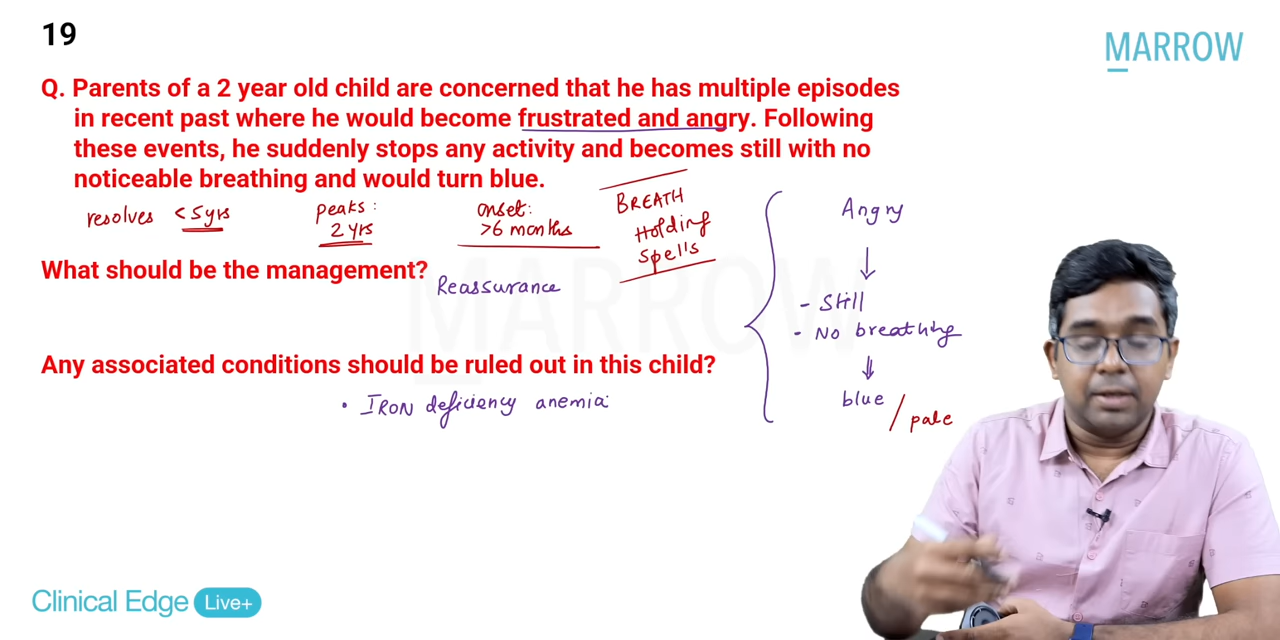 19
MARROW
Q. Parents of a 2 year old child are concerned that he has multiple episodes
in recent past where he would become frustrated and angry. Following
these events, he suddenly stops any activity and becomes still with no
noticeable breathing and would turn blue.
resolves <5yrs
peaks:
2 yrs
onset:
>6 months
BREATH
Holding
Spells
What should be the management?
Reassurance
MARROW
Any associated conditions should be ruled out in this child?
• IRON deficiency anemia
Angry
- Still
- No breathing
blue / pale
Clinical Edge Live+